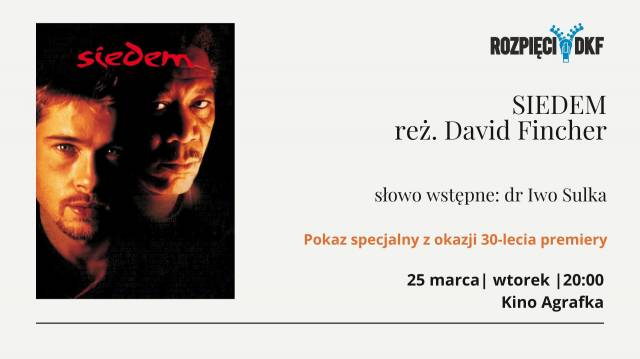 siedem
ROZPIĘCI DKF
SIEDEM
reż. David Fincher
słowo wstępne: dr Iwo Sulka
Pokaz specjalny z okazji 30-lecia premiery
25 marca| wtorek |20:00
Kino Agrafka